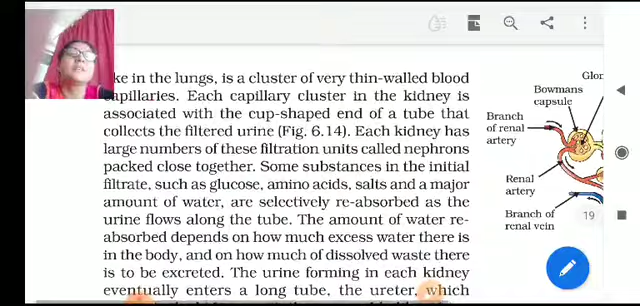 ke in the lungs, is a cluster of very thin-walled blood
capillaries. Each capillary cluster in the kidney is
associated with the cup-shaped end of a tube that
collects the filtered urine (Fig. 6.14). Each kidney has
large numbers of these filtration units called nephrons
packed close together. Some substances in the initial
filtrate, such as glucose, amino acids, salts and a major
amount of water, are selectively re-absorbed as the
urine flows along the tube. The amount of water re-
absorbed depends on how much excess water there is
in the body, and on how much of dissolved waste there
is to be excreted. The urine forming in each kidney
eventually enters a long tube, the ureter, which
Glor
Bowmans
capsule
Branch
of renal
artery
Renal
artery
Branch of
renal vein
19